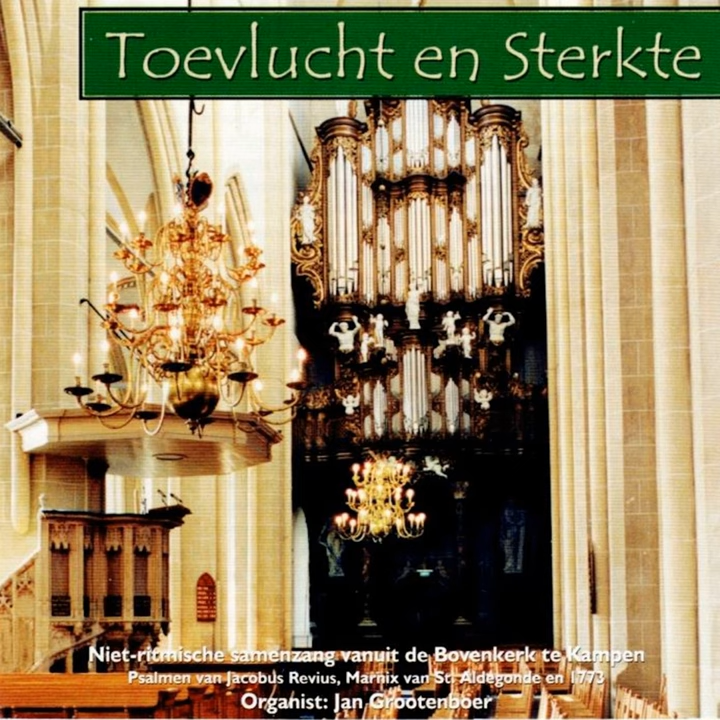 Toevlucht en Sterkte
Niet-ritmische samenzang vanuit de Bovenkerk te Kampen
Psalmen van Jacobus Revius, Marnix van St. Aldegonde en 1773
Organist: Jan Grootenboer